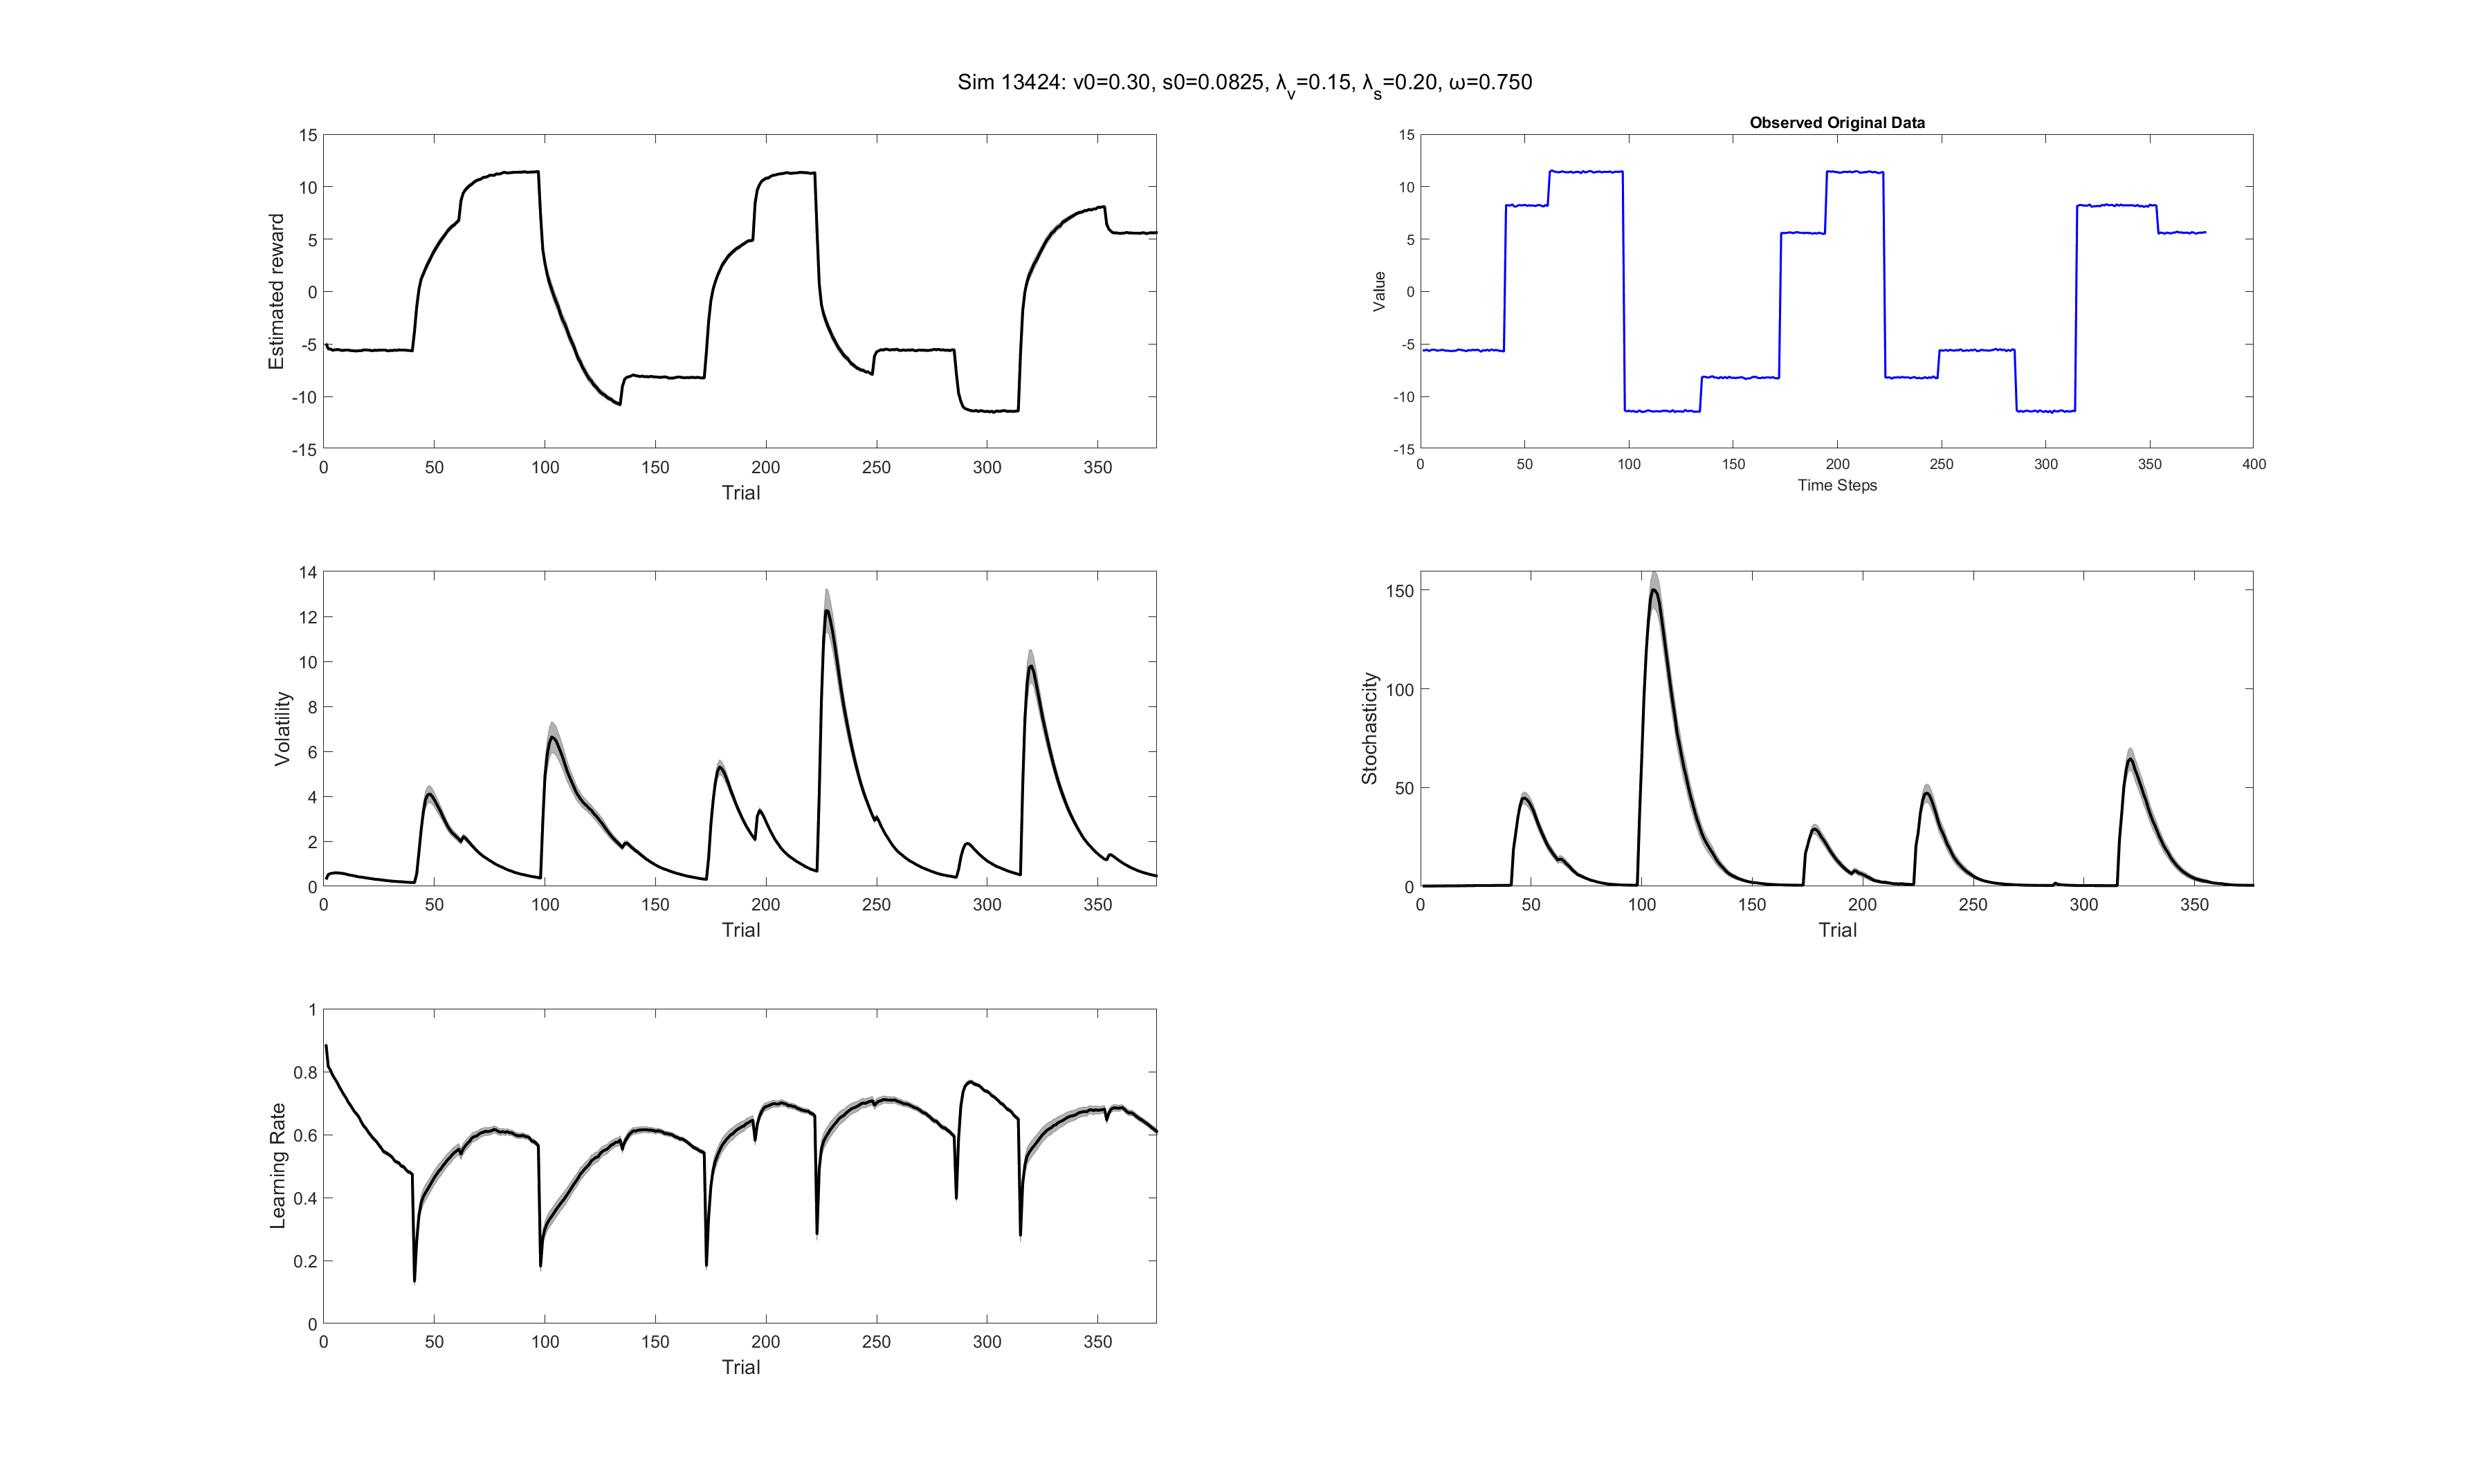 Sim 13424: v0=0.30, s0=0.0825, λ_v=0.15, λ_s=0.20, ω=0.750
15
10
5
0
-5
-10
-15
Estimated reward
0 50 100 150 200 250 300 350
Trial
Observed Original Data
15
10
5
0
-5
-10
-15
Value
0 50 100 150 200 250 300 350 400
Time Steps
14
12
10
8
6
4
2
0
Volatility
0 50 100 150 200 250 300 350
Trial
150
100
50
0
Stochasticity
0 50 100 150 200 250 300 350
Trial
1
0.8
0.6
0.4
0.2
0
Learning Rate
0 50 100 150 200 250 300 350
Trial